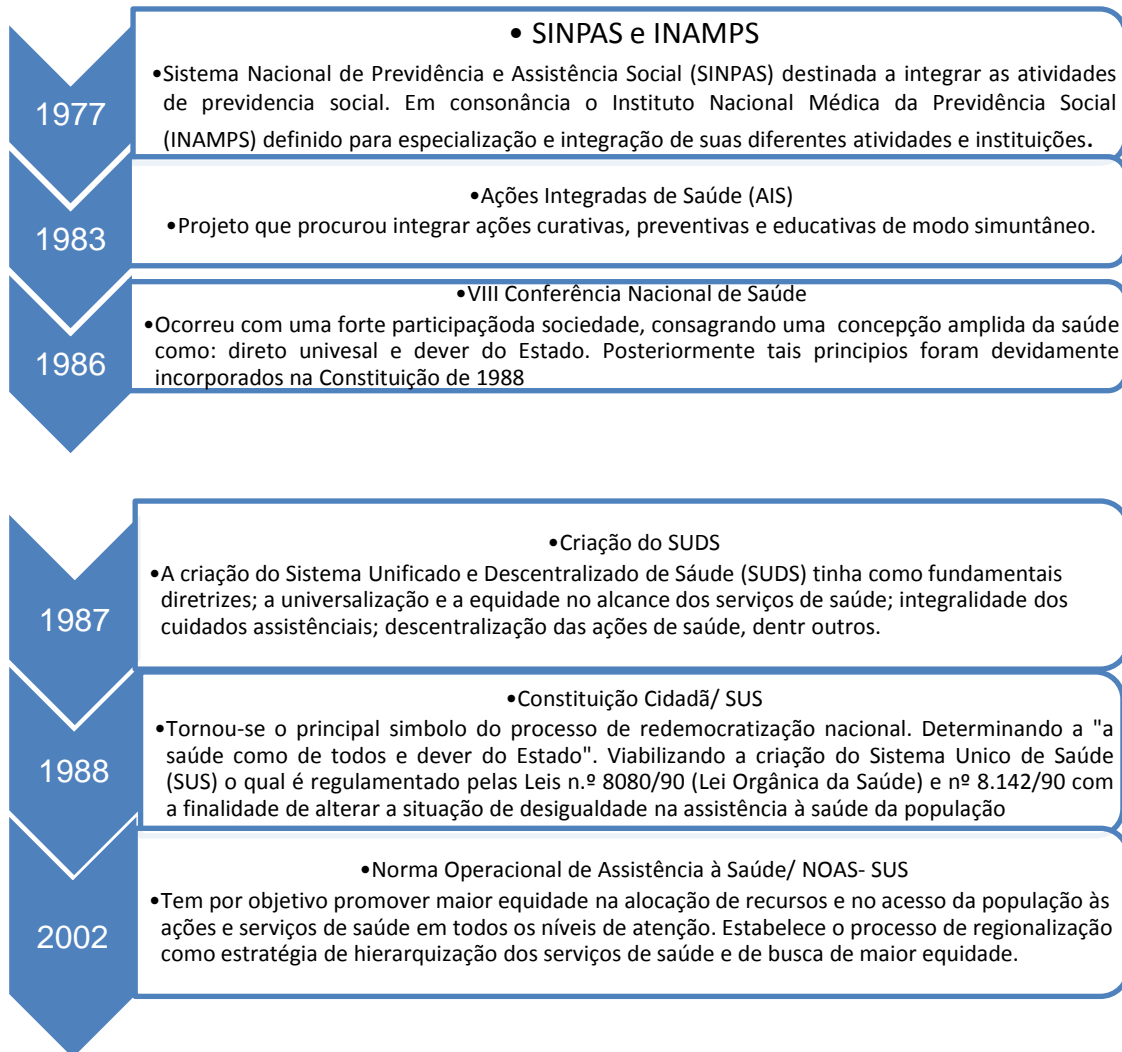 1977
• SINPAS e INAMPS
•Sistema Nacional de Previdência e Assistência Social (SINPAS) destinada a integrar as atividades
de previdencia social. Em consonância o Instituto Nacional Médica da Previdência Social
(INAMPS) definido para especialização e integração de suas diferentes atividades e instituições.
1983
•Ações Integradas de Saúde (AIS)
•Projeto que procurou integrar ações curativas, preventivas e educativas de modo simuntâneo.
1986
•VIII Conferência Nacional de Saúde
•Ocorreu com uma forte participaçãoda sociedade, consagrando uma concepção amplida da saúde
como: direto univesal e dever do Estado. Posteriormente tais principios foram devidamente
incorporados na Constituição de 1988
1987
•Criação do SUDS
•A criação do Sistema Unificado e Descentralizado de Sáude (SUDS) tinha como fundamentais
diretrizes; a universalização e a equidade no alcance dos serviços de saúde; integralidade dos
cuidados assistênciais; descentralização das ações de saúde, dentr outros.
1988
•Constituição Cidadã/ SUS
•Tornou-se o principal simbolo do processo de redemocratização nacional. Determinando a "a
saúde como de todos e dever do Estado". Viabilizando a criação do Sistema Unico de Saúde
(SUS) o qual é regulamentado pelas Leis n.º 8080/90 (Lei Orgânica da Saúde) e nº 8.142/90 com
a finalidade de alterar a situação de desigualdade na assistência à saúde da população
2002
•Norma Operacional de Assistência à Saúde/ NOAS- SUS
•Tem por objetivo promover maior equidade na alocação de recursos e no acesso da população às
ações e serviços de saúde em todos os níveis de atenção. Estabelece o processo de regionalização
como estratégia de hierarquização dos serviços de saúde e de busca de maior equidade.